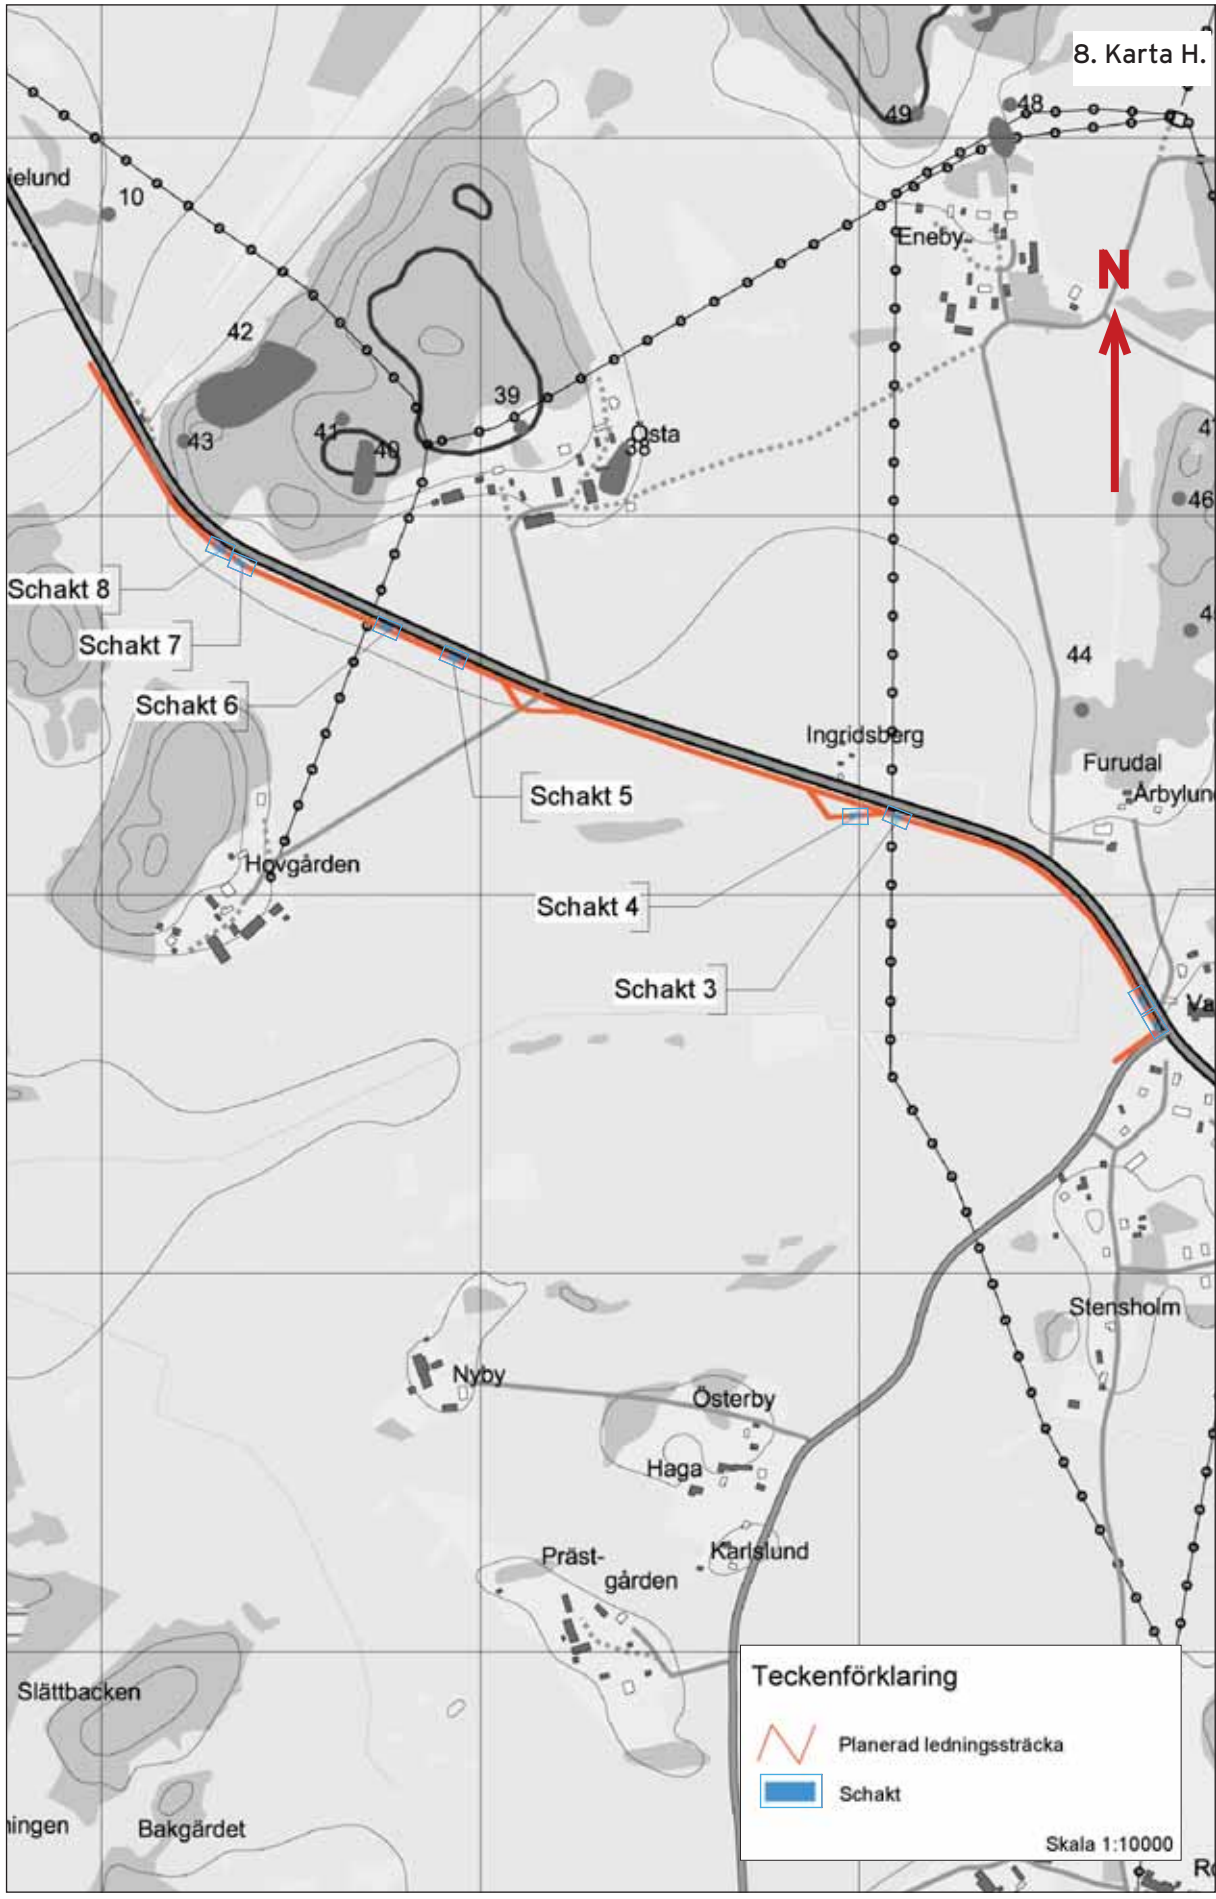 8. Karta H.
48
49
ielund
10
Eneby
N
42
39
41
40
43
Östa
38
46
Schakt 8
Schakt 7
Schakt 6
44
Ingridsberg
Furudal
Schakt 5
Hovgården
Schakt 4
Schakt 3
Stensholm
Nyby
Österby
Haga
Karlslund
Präst-
gården
Slättbacken
Bakgärdet
Teckenförklaring
Planerad ledningssträcka
Schakt
Skala 1:10000